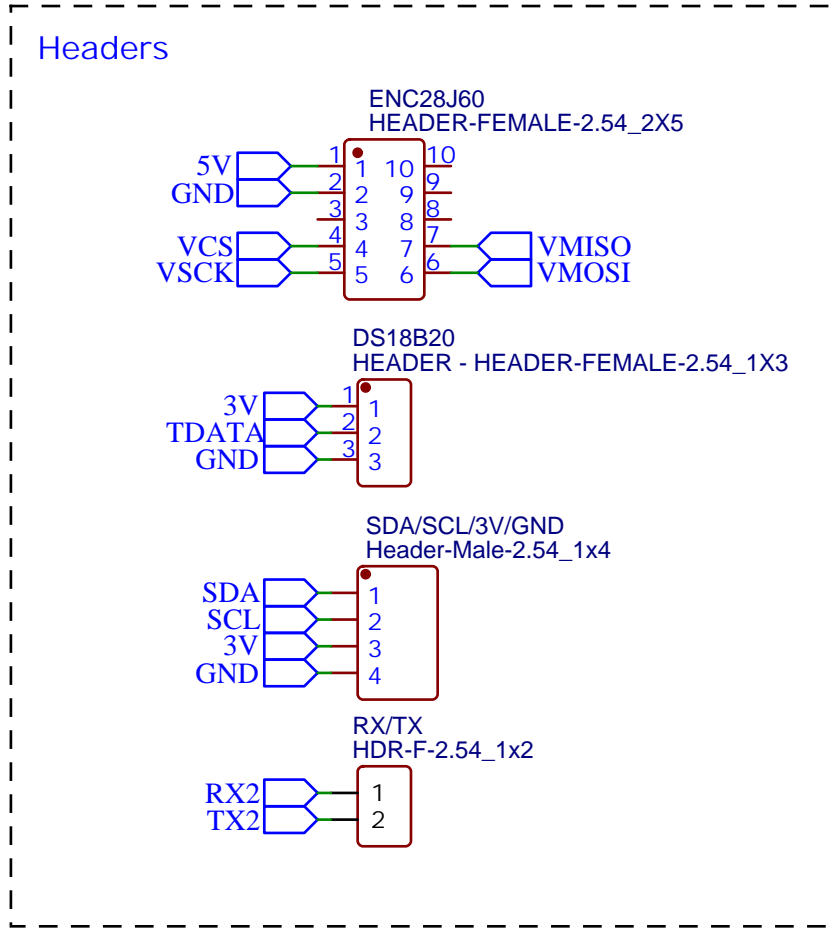 Headers
ENC28J60
HEADER-FEMALE-2.54_2X5
5V 1 1 10 10
GND 2 2 9 9
3 3 8 8
VCS 4 4 7 7 VMISO
VSCK 5 5 6 6 VMOSI
DS18B20
HEADER - HEADER-FEMALE-2.54_1X3
3V 1 1
TDATA 2 2
GND 3 3
SDA/SCL/3V/GND
Header-Male-2.54_1x4
SDA 1
SCL 2
3V 3
GND 4
RX/TX
HDR-F-2.54_1x2
RX2 1
TX2 2